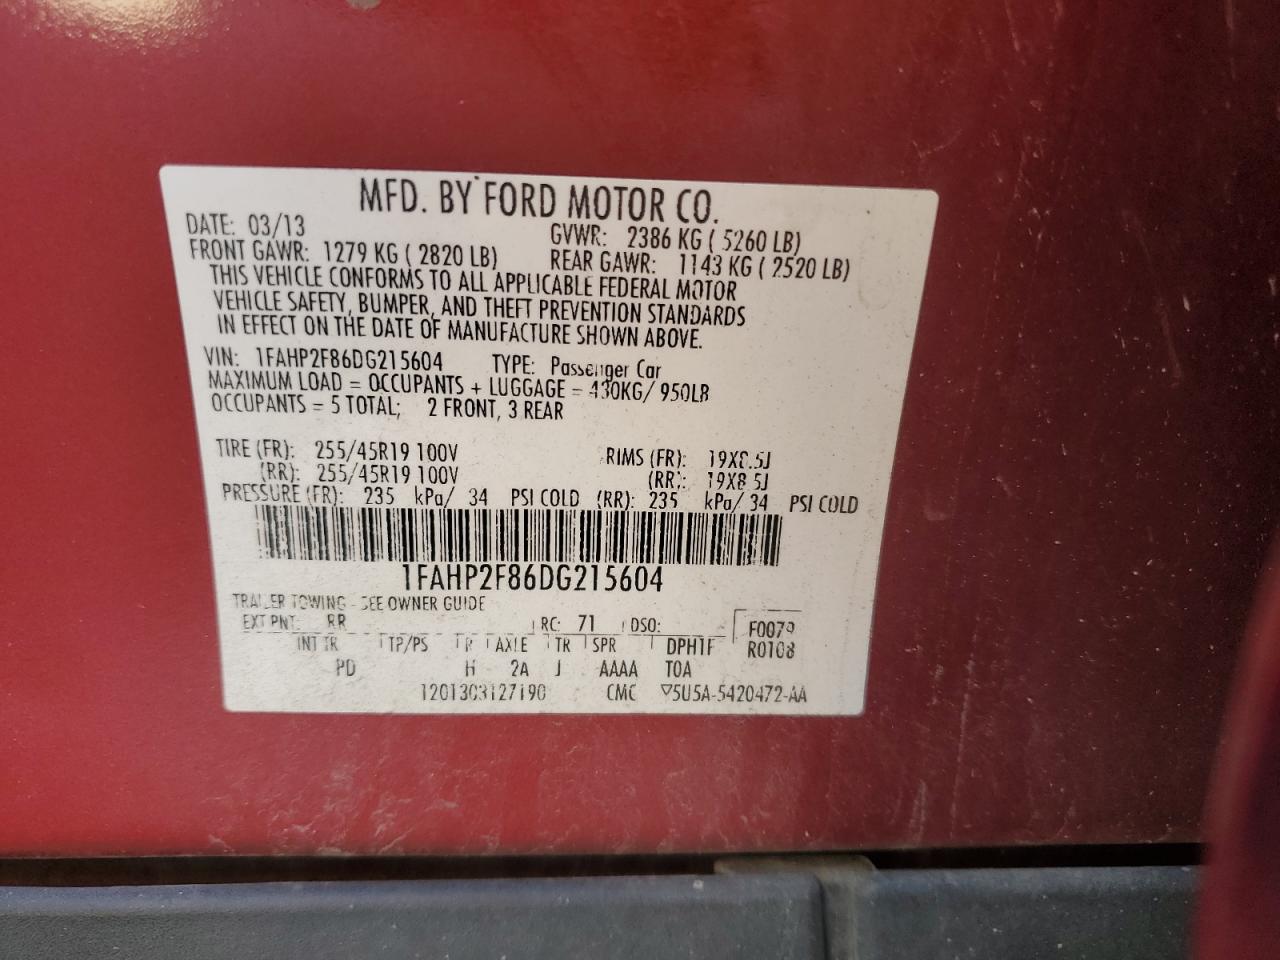 MFD. BY FORD MOTOR CO.
DATE: 03/13 GVWR: 2386 KG ( 5260 LB)
FRONT GAWR: 1279 KG ( 2820 LB) REAR GAWR: 1143 KG ( 2520 LB)
THIS VEHICLE CONFORMS TO ALL APPLICABLE FEDERAL MOTOR
VEHICLE SAFETY, BUMPER, AND THEFT PREVENTION STANDARDS
IN EFFECT ON THE DATE OF MANUFACTURE SHOWN ABOVE.
VIN: 1FAHP2F86DG215604 TYPE: Passenger Car
MAXIMUM LOAD = OCCUPANTS + LUGGAGE = 430KG/ 950LB
OCCUPANTS = 5 TOTAL; 2 FRONT, 3 REAR
TIRE (FR): 255/45R19 100V RIMS (FR): 19X8.5J
(RR): 255/45R19 100V (RR): 19X8.5J
PRESSURE (FR): 235 kPa/ 34 PSI COLD (RR): 235 kPa/ 34 PSI COLD
1FAHP2F86DG215604
TRAILER TOWING - SEE OWNER GUIDE
EXT PNT: RR RC: 71 DSO: F0079
INT TR TP/PS R AXLE TR SPR DPH1F R0108
PD H 2A J AAAA TOA
1201303127190 CMC ▽5U5A-5420472-AA